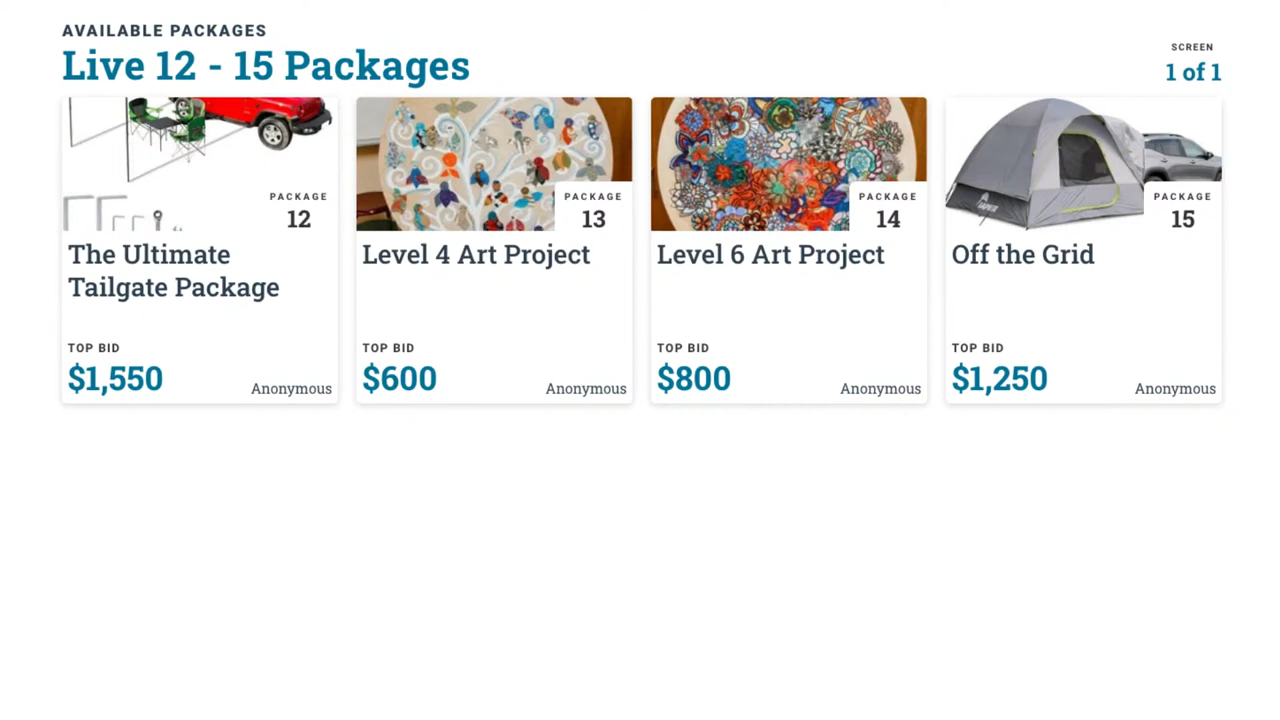 AVAILABLE PACKAGES
Live 12 - 15 Packages
SCREEN
1 of 1
PACKAGE
12
The Ultimate
Tailgate Package
TOP BID
$1,550
Anonymous
PACKAGE
13
Level 4 Art Project
TOP BID
$600
Anonymous
PACKAGE
14
Level 6 Art Project
TOP BID
$800
Anonymous
PACKAGE
15
Off the Grid
TOP BID
$1,250
Anonymous